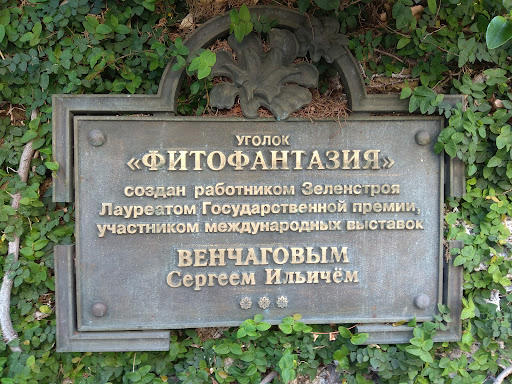 УГОЛОК
«ФИТОФАНТАЗИЯ»
создан работником Зеленстроя
Лауреатом Государственной премии,
участником международных выставок
ВЕНЧАГОВЫМ
Сергеем Ильичём